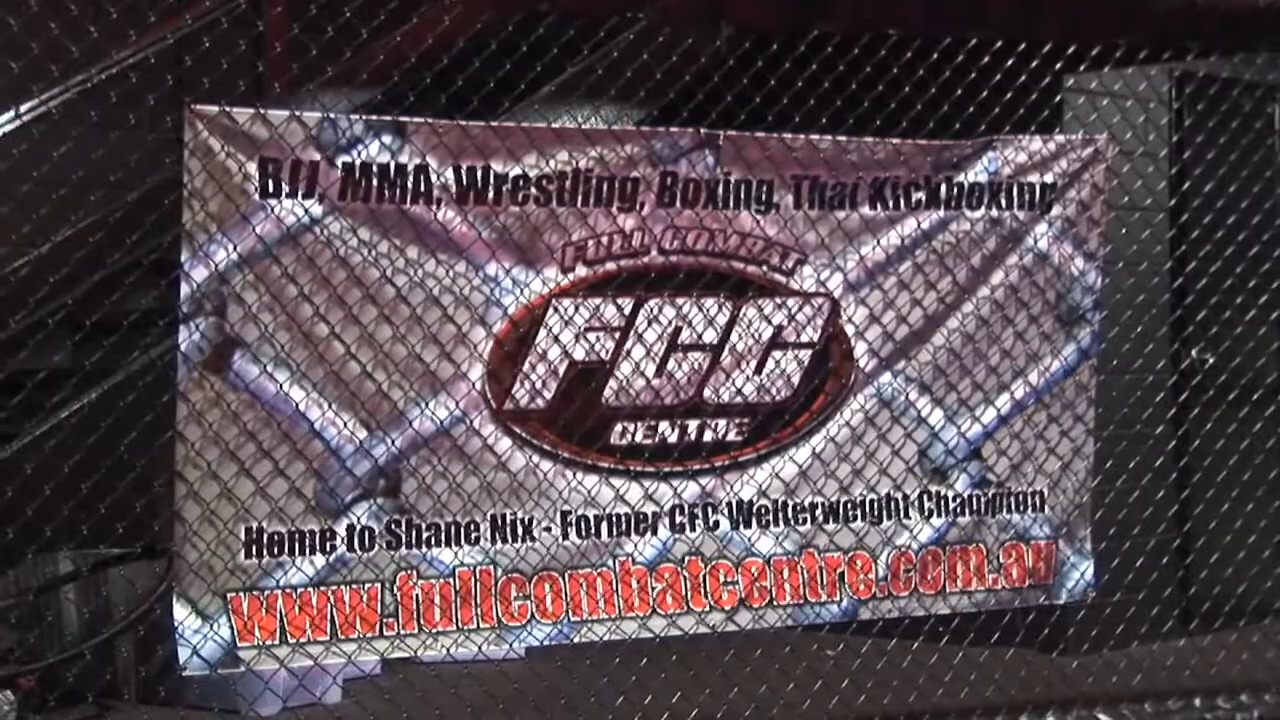 BJJ, MMA, Wrestling, Boxing, Thai Kickboxing
FULL COMBAT
FCC
CENTRE
Home to Shane Nix - Former CFC Welterweight Champion
www.fullcombatcentre.com.au